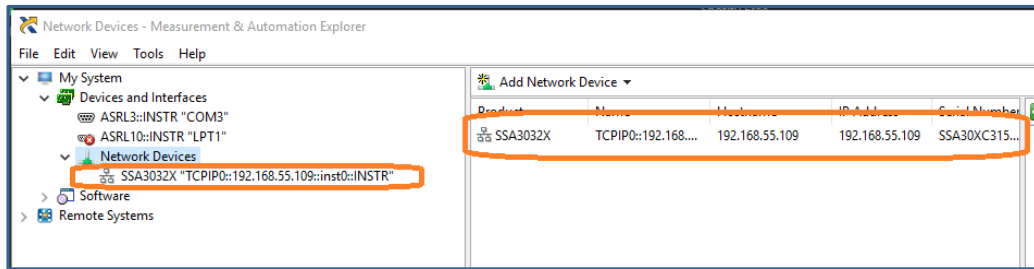 Network Devices - Measurement & Automation Explorer
File Edit View Tools Help
My System
Devices and Interfaces
ASRL3::INSTR "COM3"
ASRL10::INSTR "LPT1"
Network Devices
SSA3032X "TCPIP0::192.168.55.109::inst0::INSTR"
Software
Remote Systems
Add Network Device
Product Name Hostname IP Address Serial Number
SSA3032X TCPIP0::192.168.... 192.168.55.109 192.168.55.109 SSA30XC315...